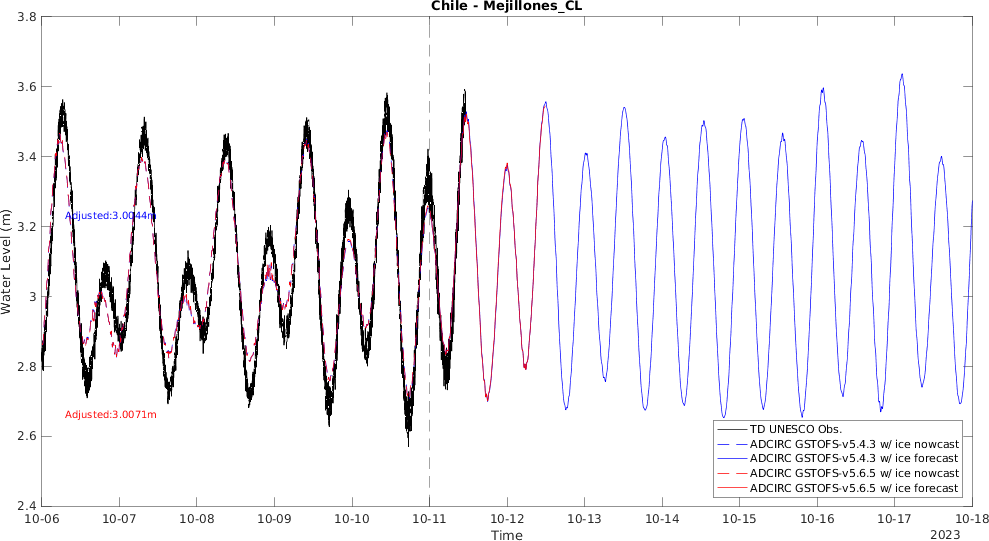 Chile - Mejillones_CL
3.8
3.6
3.4
3.2
3
2.8
2.6
2.4
Water Level (m)
Adjusted:3.0044m
Adjusted:3.0071m
TD UNESCO Obs.
ADCIRC GSTOFS-v5.4.3 w/ ice nowcast
ADCIRC GSTOFS-v5.4.3 w/ ice forecast
ADCIRC GSTOFS-v5.6.5 w/ ice nowcast
ADCIRC GSTOFS-v5.6.5 w/ ice forecast
10-06 10-07 10-08 10-09 10-10 10-11 10-12 10-13 10-14 10-15 10-16 10-17 10-18
Time
2023